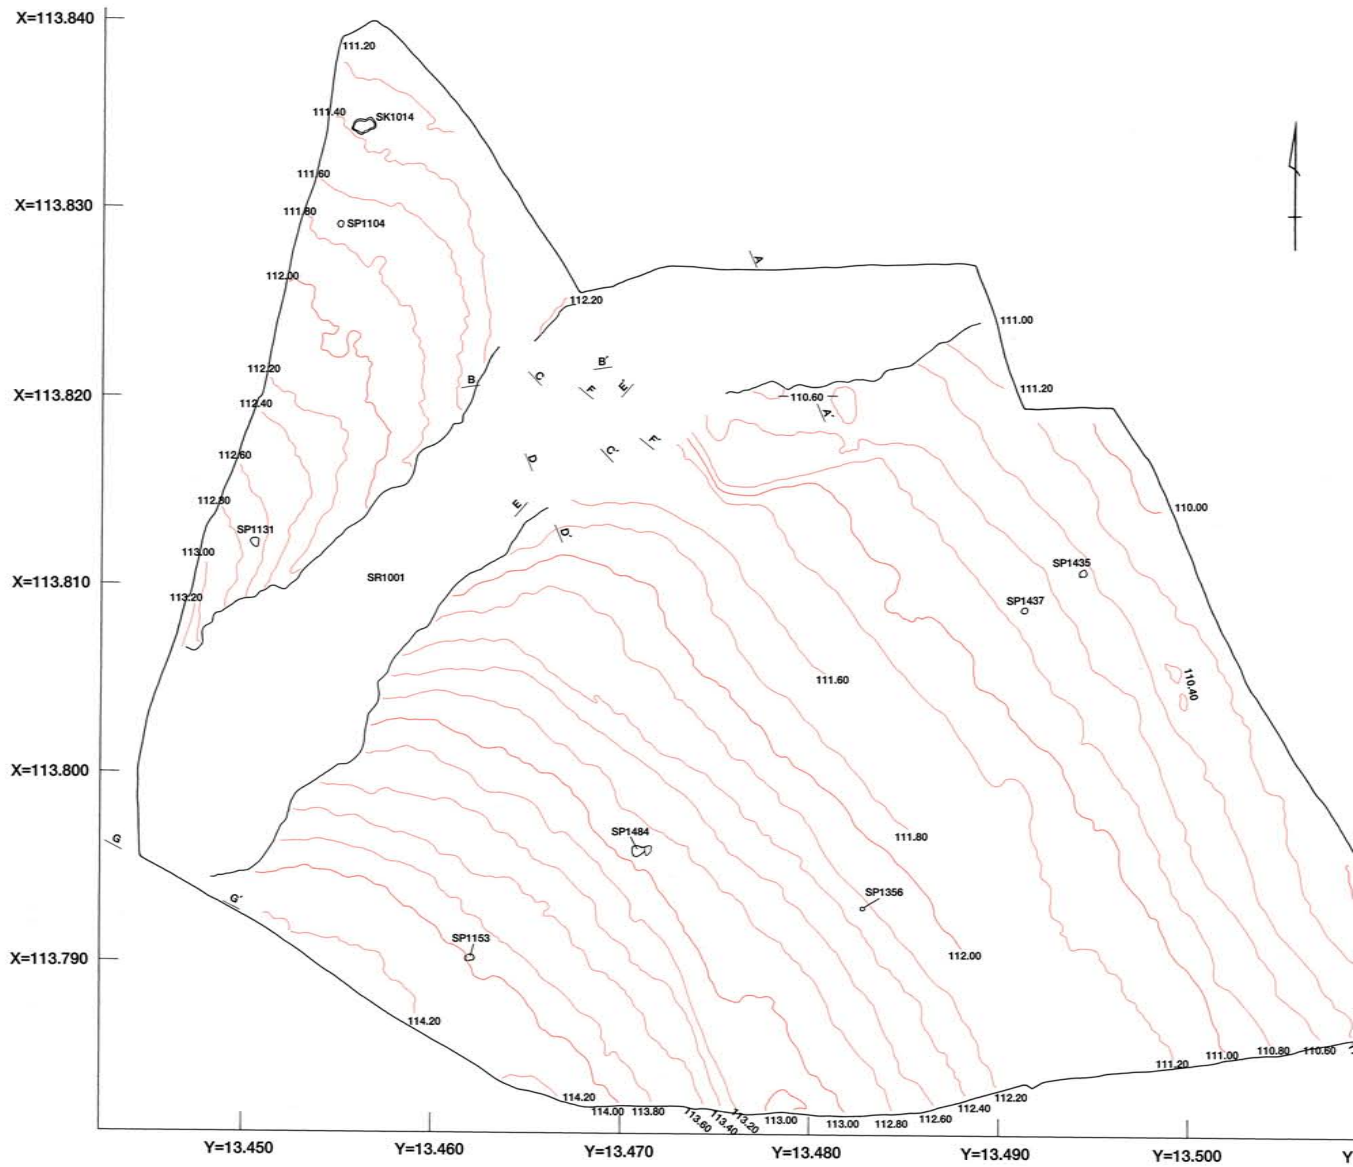 X=113.840
111.20
111.40
SK1014
111.60
X=113.830
111.80
SP1104
A
112.00
112.20
111.00
B´
112.20
B
C
F
E´
111.20
X=113.820
110.60
112.40
A´
F´
112.60
C´
D
112.80
E
110.00
SP1131
D´
113.00
SP1435
SR1001
X=113.810
113.20
SP1437
111.60
110.40
X=113.800
SP1484
G
111.80
SP1356
G´
SP1153
112.00
X=113.790
114.20
111.20
111.00
110.80
110.60
114.20
112.20
112.40
114.00
113.80
113.60
113.40
113.20
113.00
113.00
112.80
112.60
Y=13.450
Y=13.460
Y=13.470
Y=13.480
Y=13.490
Y=13.500
Y